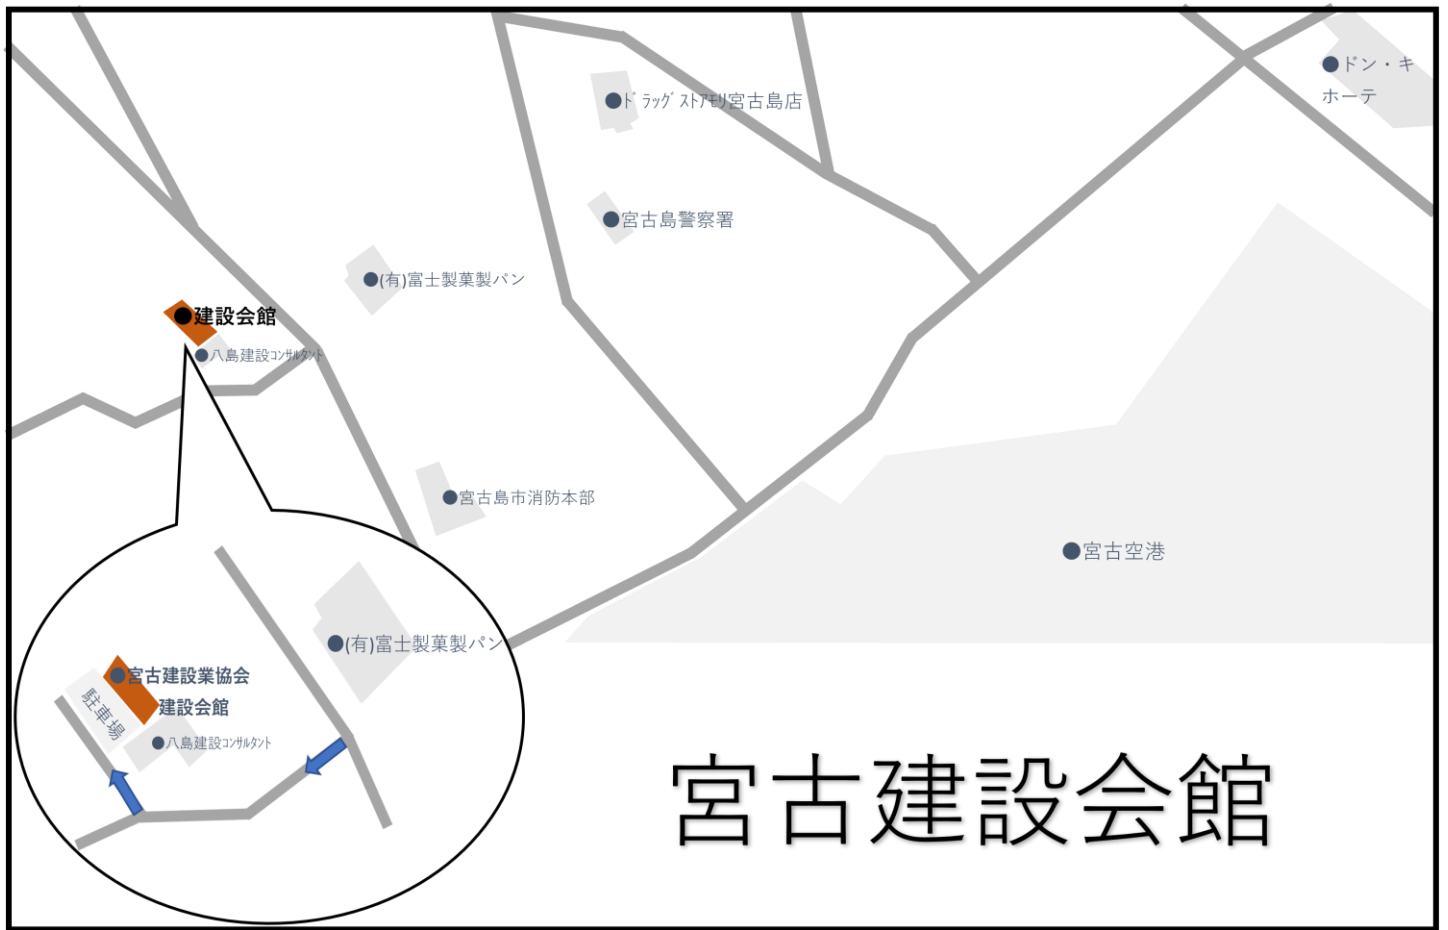 ドン・キ
ホーテ
ﾄﾞﾗｯｸﾞｽﾄｱﾓﾘ宮古島店
宮古島警察署
(有)富士製菓製パン
建設会館
八島建設ｺﾝｻﾙﾀﾝﾄ
宮古島市消防本部
宮古空港
(有)富士製菓製パン
宮古建設業協会
建設会館
駐車場
八島建設ｺﾝｻﾙﾀﾝﾄ
宮古建設会館